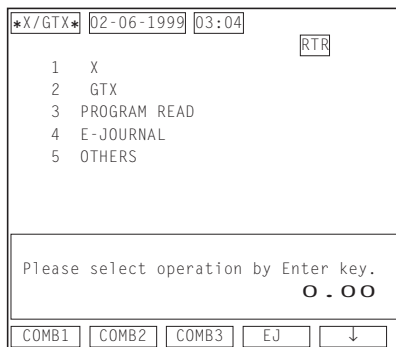 *X/GTX* 02-06-1999 03:04
RTR
1 X
2 GTX
3 PROGRAM READ
4 E-JOURNAL
5 OTHERS
Please select operation by Enter key.
0.00
COMB1 COMB2 COMB3 EJ ↓